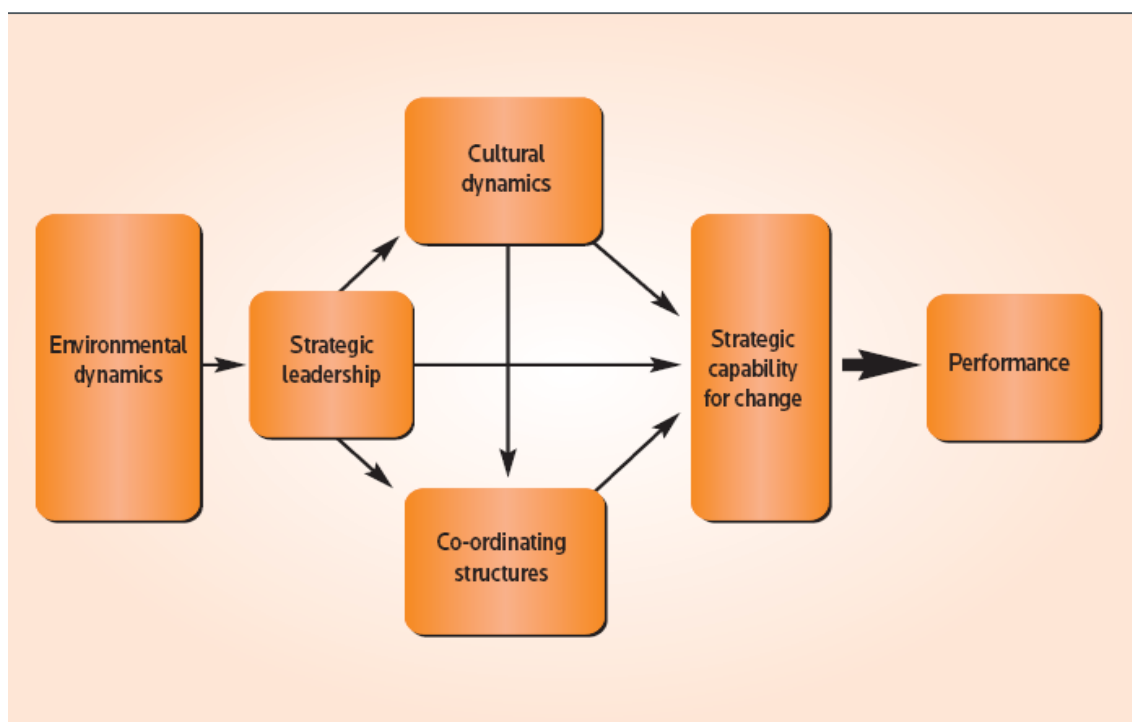 Cultural
dynamics
Environmental
dynamics
Strategic
leadership
Strategic
capability
for change
Performance
Co-ordinating
structures